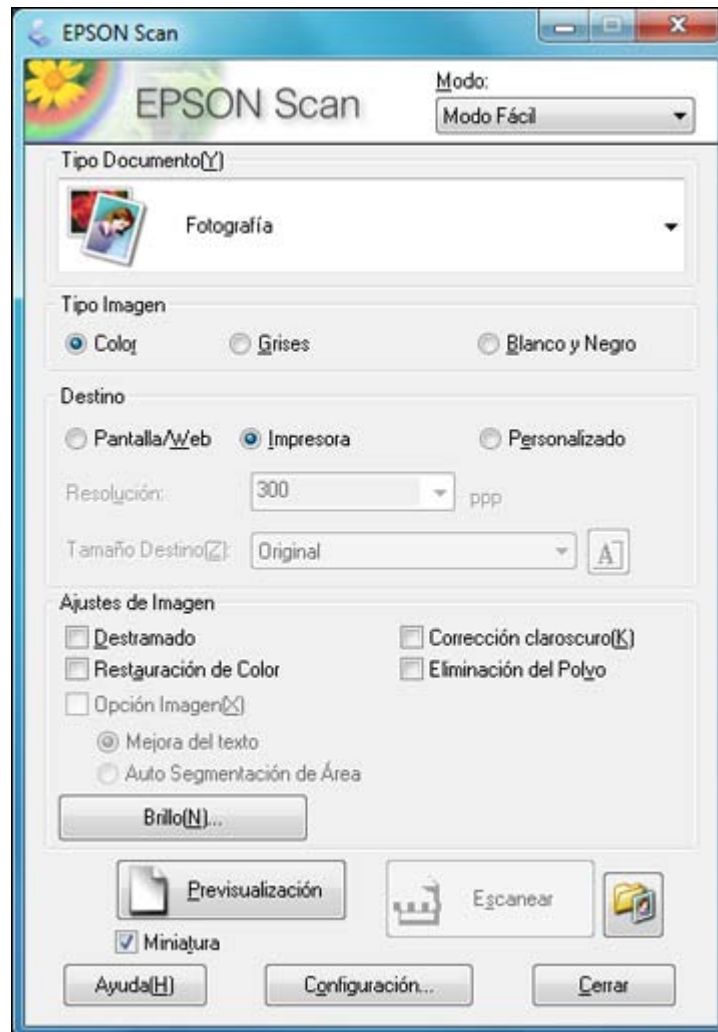 EPSON Scan
EPSON Scan
Modo:
Modo Fácil
Tipo Documento(Y)
Fotografía
Tipo Imagen
Color Grises Blanco y Negro
Destino
Pantalla/Web Impresora Personalizado
Resolución: 300 ppp
Tamaño Destino(Z): Original A
Ajustes de Imagen
Destramado Corrección claroscuro(K)
Restauración de Color Eliminación del Polvo
Opción Imagen(X)
Mejora del texto
Auto Segmentación de Área
Brillo(N)...
Previsualización Escanear
Miniatura
Ayuda(H) Configuración... Cerrar